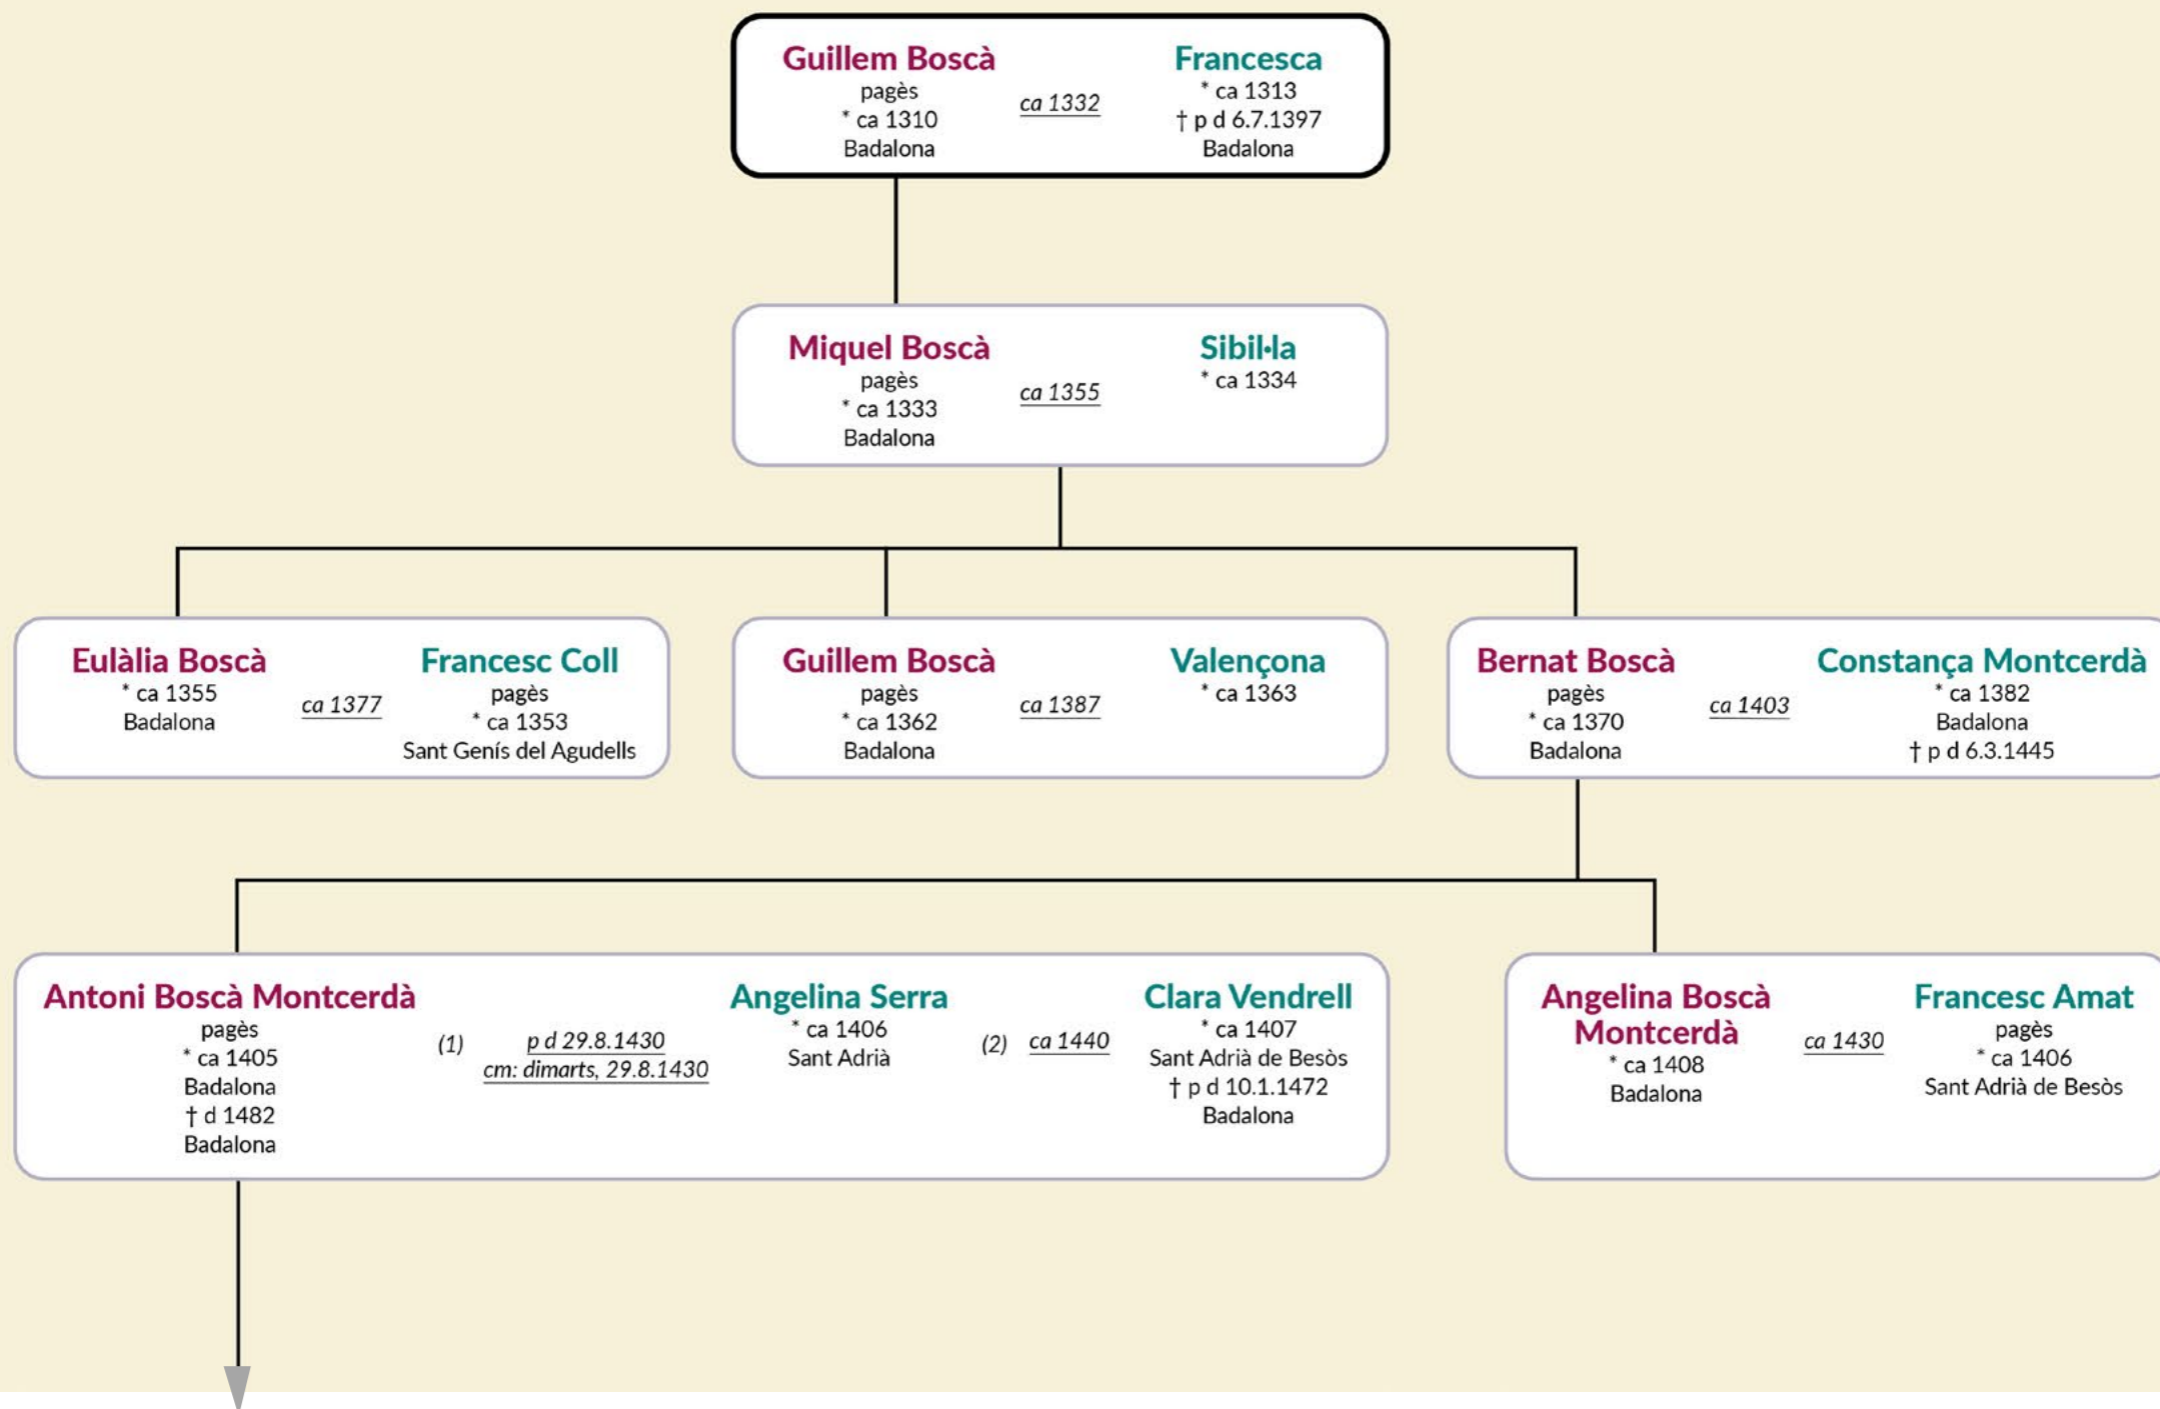 Guillem Boscà
pagès
* ca 1310
Badalona
ca 1332
Francesca
* ca 1313
† p d 6.7.1397
Badalona
Miquel Boscà
pagès
* ca 1333
Badalona
ca 1355
Sibil·la
* ca 1334
Eulàlia Boscà
* ca 1355
Badalona
ca 1377
Francesc Coll
pagès
* ca 1353
Sant Genís del Agudells
Guillem Boscà
pagès
* ca 1362
Badalona
ca 1387
Valençona
* ca 1363
Bernat Boscà
pagès
* ca 1370
Badalona
ca 1403
Constança Montcerdà
* ca 1382
Badalona
† p d 6.3.1445
Antoni Boscà Montcerdà
pagès
* ca 1405
Badalona
† d 1482
Badalona
(1)
p d 29.8.1430
cm: dimarts, 29.8.1430
Angelina Serra
* ca 1406
Sant Adrià
(2)
ca 1440
Clara Vendrell
* ca 1407
Sant Adrià de Besòs
† p d 10.1.1472
Badalona
Angelina Boscà
Montcerdà
* ca 1408
Badalona
ca 1430
Francesc Amat
pagès
* ca 1406
Sant Adrià de Besòs